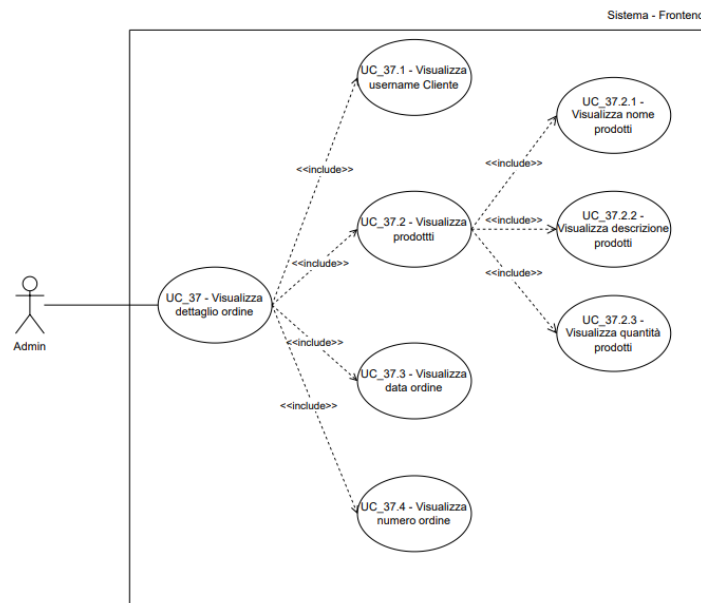 Sistema - Frontend
UC_37.1 - Visualizza
username Cliente
UC_37.2.1 -
Visualizza nome
prodotti
<<include>>
<<include>>
UC_37.2 - Visualizza
prodottti
<<include>>
UC_37.2.2 -
Visualizza descrizione
prodotti
<<include>>
<<include>>
UC_37 - Visualizza
dettaglio ordine
Admin
UC_37.2.3 -
Visualizza quantità
prodotti
<<include>>
UC_37.3 - Visualizza
data ordine
<<include>>
UC_37.4 - Visualizza
numero ordine